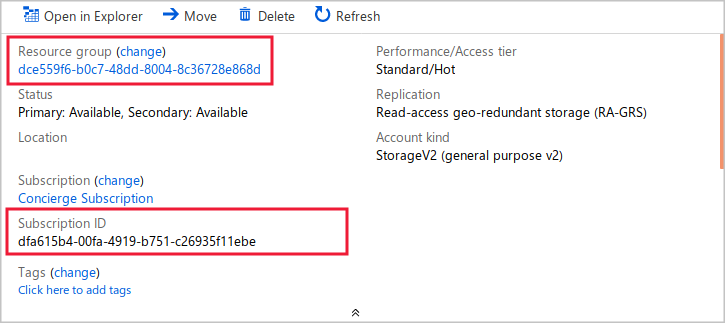 Open in Explorer Move Delete Refresh
Resource group (change)
dce559f6-b0c7-48dd-8004-8c36728e868d
Status
Primary: Available, Secondary: Available
Location
Subscription (change)
Concierge Subscription
Subscription ID
dfa615b4-00fa-4919-b751-c26935f11ebe
Tags (change)
Click here to add tags
Performance/Access tier
Standard/Hot
Replication
Read-access geo-redundant storage (RA-GRS)
Account kind
StorageV2 (general purpose v2)